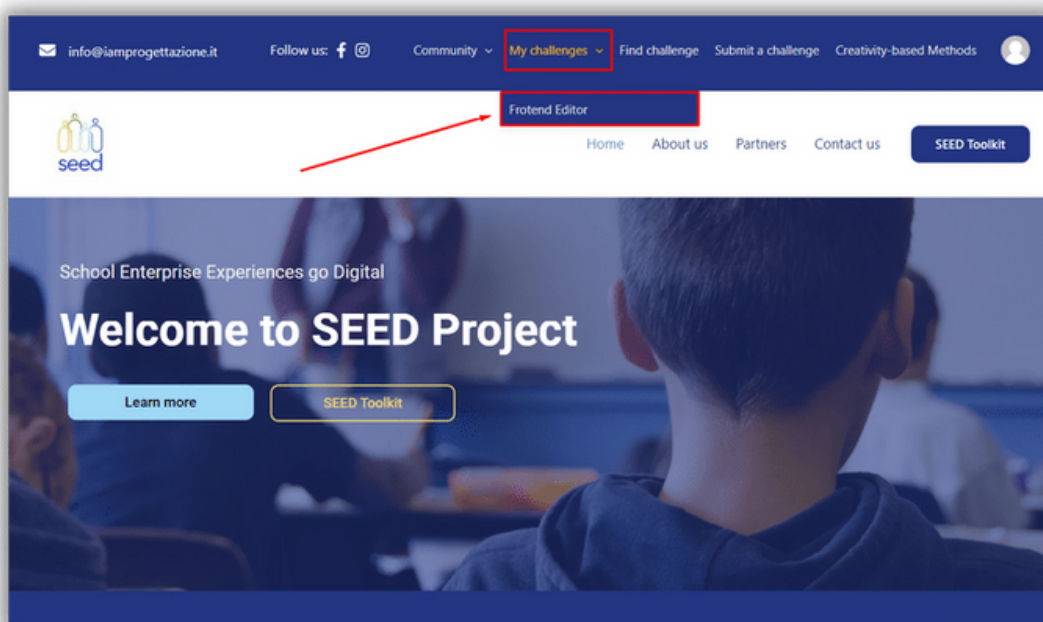 info@iamprogettazione.it Follow us: Community My challenges Find challenge Submit a challenge Creativity-based Methods
Frotend Editor
seed
Home About us Partners Contact us SEED Toolkit
School Enterprise Experiences go Digital
Welcome to SEED Project
Learn more SEED Toolkit